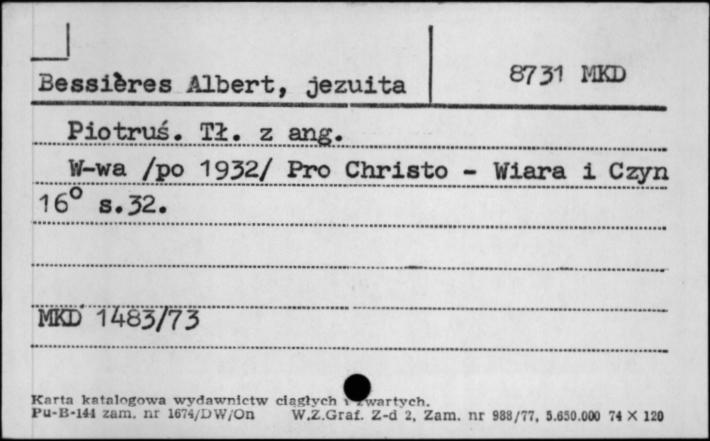 Bessières Albert, jezuita
8731 MKD
Piotruś. Tł. z ang.
W-wa /po 1932/ Pro Christo - Wiara i Czyn
16° s.32.
MKD 1483/73
Karta katalogowa wydawnictw ciągłych i zwartych.
Pu-B-144 zam. nr 1674/DW/On W.Z.Graf. Z-d 2, Zam. nr 988/77, 5.650.000 74 X 120